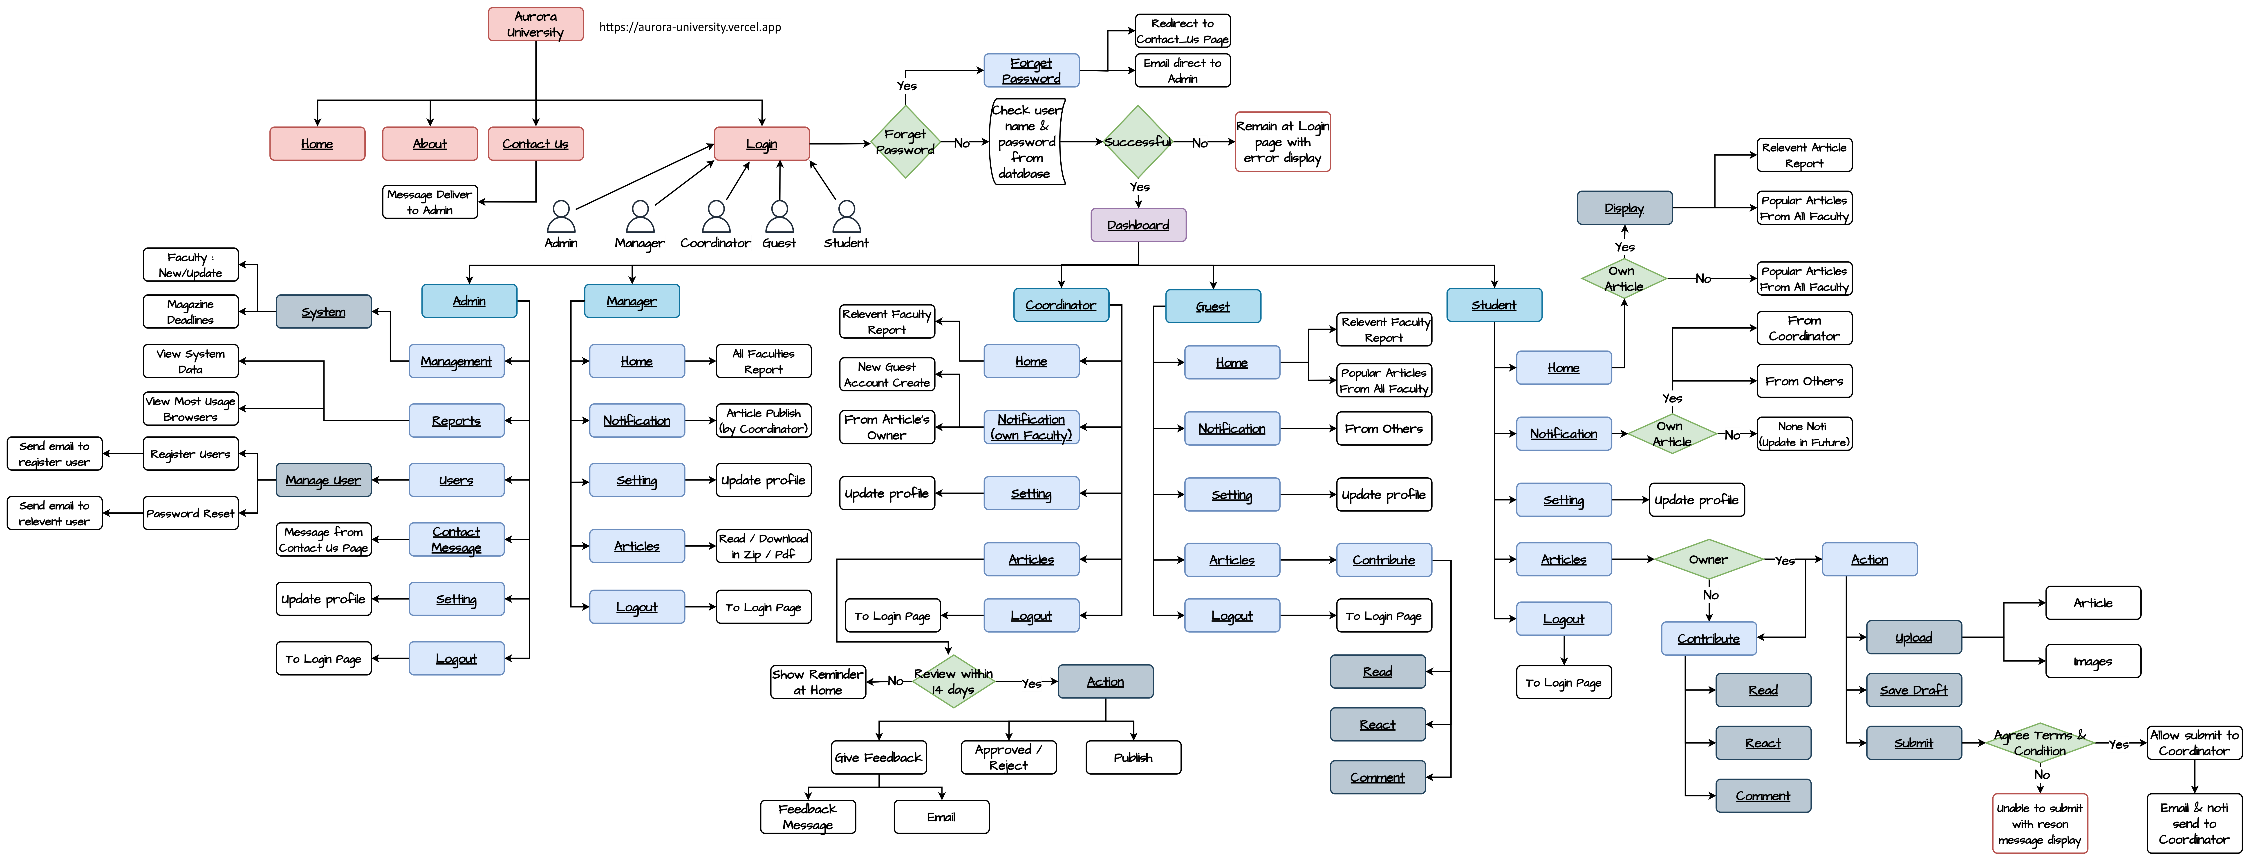 Aurora
University
https://aurora-university.vercel.app
Redirect to
Contact_Us Page
Forget
Password
Email direct to
Admin
Yes
Home
About
Contact Us
Login
Forget
Password
No
Check user
name &
password
from
database
Successful
No
Remain at Login
page with
error display
Yes
Message Deliver
to Admin
Admin
Manager
Coordinator
Guest
Student
Dashboard
Relevent Article
Report
Display
Popular Articles
From All Faculty
Yes
Own
Article
No
Popular Articles
From All Faculty
Faculty :
New/Update
Magazine
Deadlines
System
Admin
Manager
Coordinator
Guest
Student
View System
Data
Management
View Most Usage
Browsers
Reports
Send email to
register user
Register Users
Manage User
Users
Send email to
relevent user
Password Reset
Message from
Contact Us Page
Contact
Message
Update profile
Setting
To Login Page
Logout
Home
All Faculties
Report
Notification
Article Publish
(by Coordinator)
Setting
Update profile
Articles
Read / Download
in Zip / Pdf
Logout
To Login Page
Relevent Faculty
Report
Home
New Guest
Account Create
From Article's
Owner
Notification
(own Faculty)
Update profile
Setting
Articles
To Login Page
Logout
Show Reminder
at Home
No
Review within
14 days
Yes
Action
Give Feedback
Approved /
Reject
Publish
Feedback
Message
Email
Home
Relevent Faculty
Report
Popular Articles
From All Faculty
Notification
From Others
Setting
Update profile
Articles
Contribute
Logout
To Login Page
Read
React
Comment
Home
From
Coordinator
From Others
Yes
Notification
Own
Article
No
None Noti
(Update in Future)
Setting
Update profile
Articles
Owner
Yes
Action
No
Logout
Contribute
To Login Page
Read
React
Comment
Upload
Article
Images
Save Draft
Submit
Agree Terms &
Condition
Yes
Allow submit to
Coordinator
No
Unable to submit
with reson
message display
Email & noti
send to
Coordinator